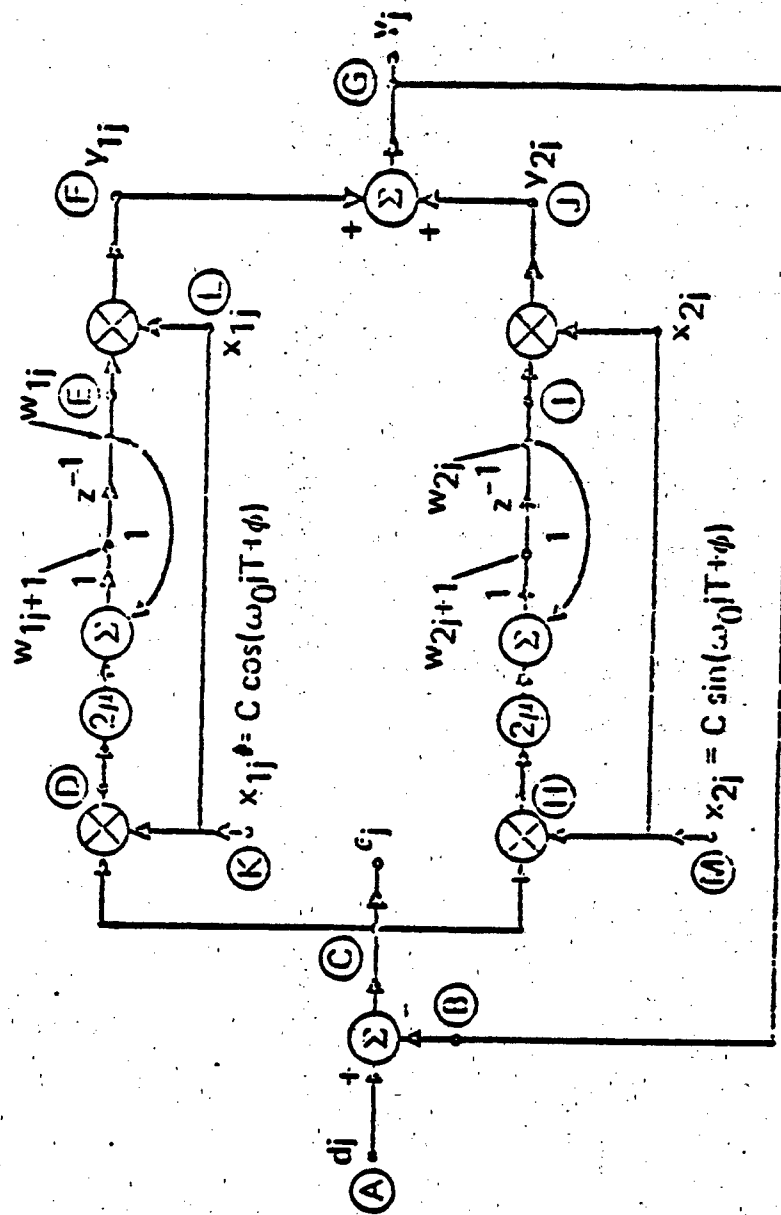 w1j+1
w1j
D
2μ
Σ
1
1
z⁻¹
E
F
y1j
K
x1j = C cos(ω0jT+φ)
L
x1j
A
dj
+
Σ
-
B
C
εj
+
+
Σ
G
yj
w2j+1
w2j
H
2μ
Σ
1
1
z⁻¹
I
J
y2j
M
x2j = C sin(ω0jT+φ)
x2j